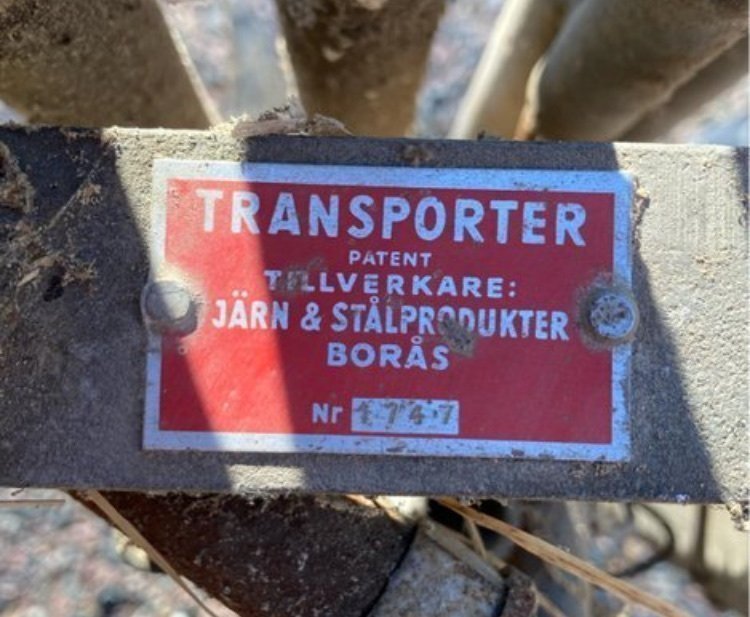 TRANSPORTER
PATENT
TILLVERKARE:
JÄRN & STÅLPRODUKTER
BORÅS
Nr 1747